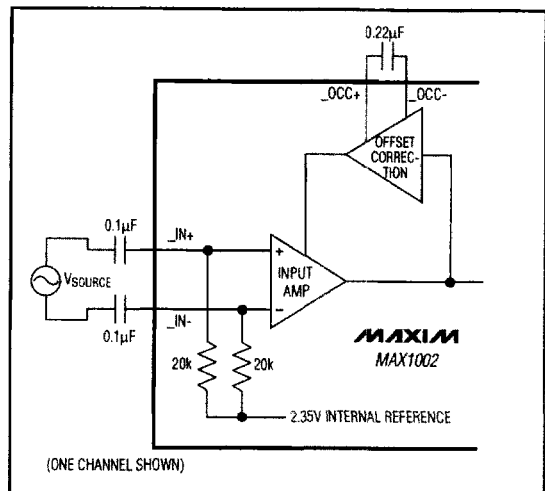 0.22µF
_OCC+
_OCC-
OFFSET
CORREC-
TION
0.1µF
_IN+
+
INPUT
AMP
VSOURCE
_IN-
−
0.1µF
MAXIM
MAX1002
20k
20k
2.35V INTERNAL REFERENCE
(ONE CHANNEL SHOWN)